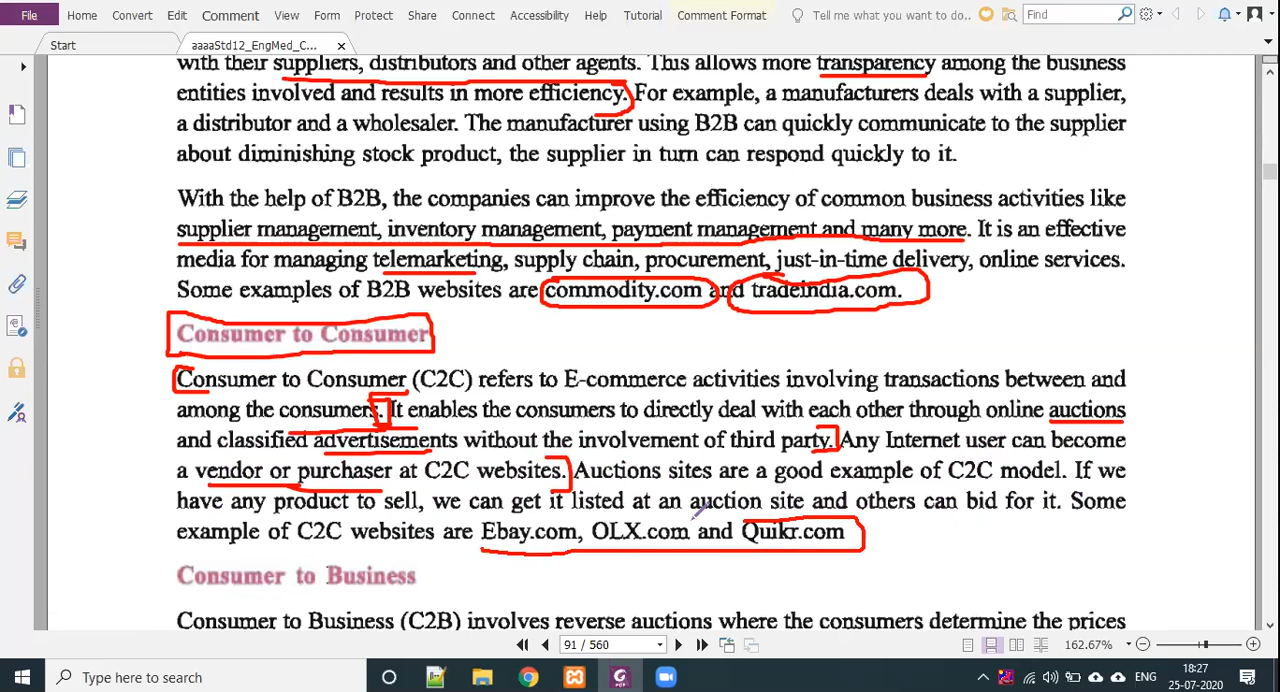 File Home Convert Edit Comment View Form Protect Share Connect Accessibility Help Tutorial Comment Format Tell me what you want to do.. Find
Start aaaaStd12_EngMed_C...
with their suppliers, distributors and other agents. This allows more transparency among the business
entities involved and results in more efficiency. For example, a manufacturers deals with a supplier,
a distributor and a wholesaler. The manufacturer using B2B can quickly communicate to the supplier
about diminishing stock product, the supplier in turn can respond quickly to it.
With the help of B2B, the companies can improve the efficiency of common business activities like
supplier management, inventory management, payment management and many more. It is an effective
media for managing telemarketing, supply chain, procurement, just-in-time delivery, online services.
Some examples of B2B websites are commodity.com and tradeindia.com.
Consumer to Consumer
Consumer to Consumer (C2C) refers to E-commerce activities involving transactions between and
among the consumers. It enables the consumers to directly deal with each other through online auctions
and classified advertisements without the involvement of third party. Any Internet user can become
a vendor or purchaser at C2C websites. Auctions sites are a good example of C2C model. If we
have any product to sell, we can get it listed at an auction site and others can bid for it. Some
example of C2C websites are Ebay.com, OLX.com and Quikr.com
Consumer to Business
Consumer to Business (C2B) involves reverse auctions where the consumers determine the prices
91 / 560 162.67%
Type here to search ENG 18:27
25-07-2020